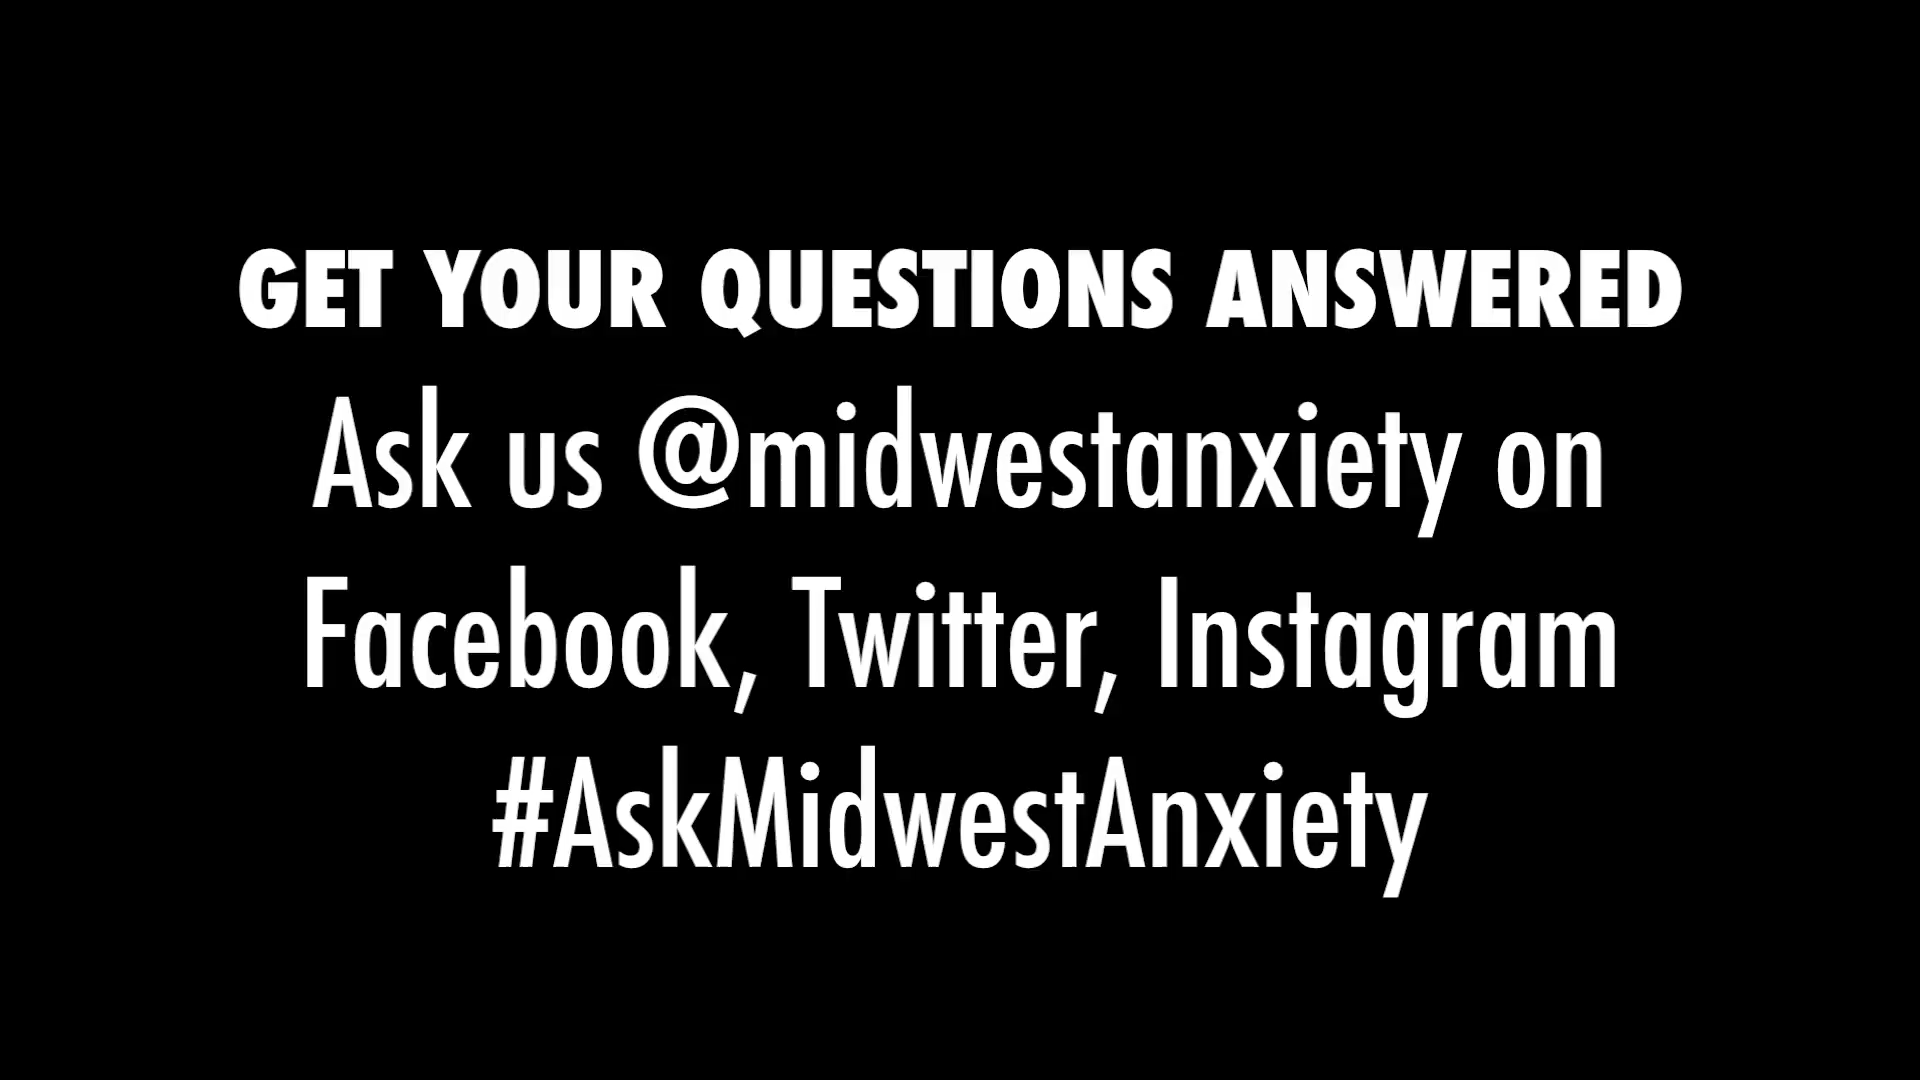 GET YOUR QUESTIONS ANSWERED
Ask us @midwestanxiety on
Facebook, Twitter, Instagram
#AskMidwestAnxiety